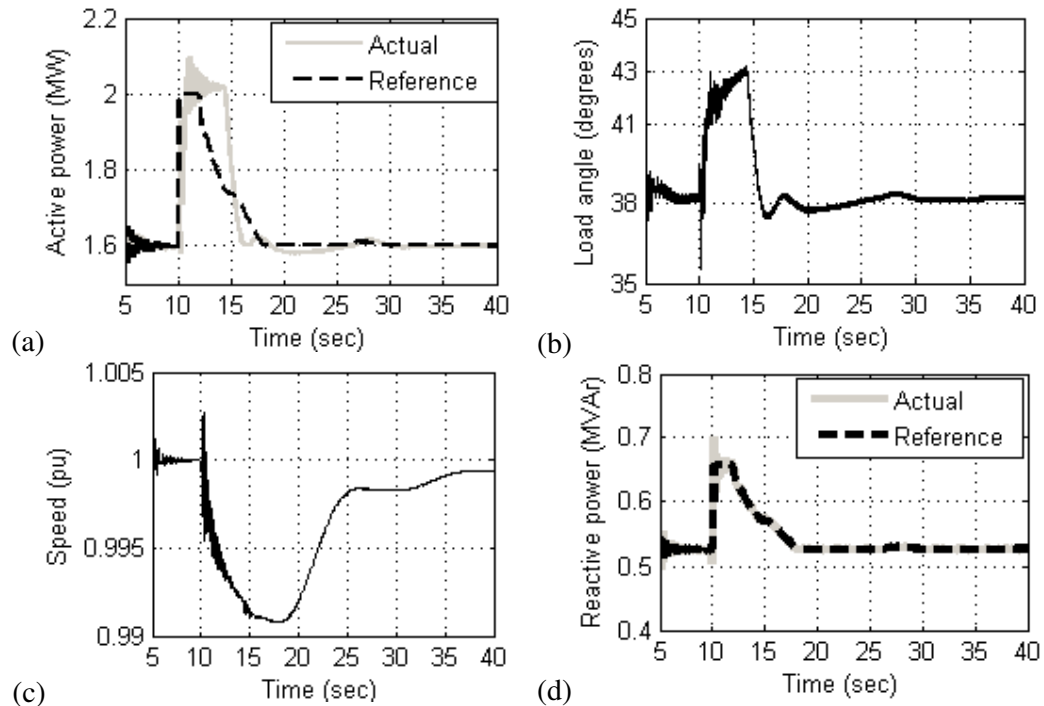 2.2
2
1.8
1.6
Active power (MW)
5 10 15 20 25 30 35 40
Time (sec)
Actual
Reference
(a)
45
43
41
38
35
Load angle (degrees)
5 10 15 20 25 30 35 40
Time (sec)
(b)
1.005
1
0.995
0.99
Speed (pu)
5 10 15 20 25 30 35 40
Time (sec)
(c)
0.8
0.7
0.6
0.5
0.4
Reactive power (MVAr)
5 10 15 20 25 30 35 40
Time (sec)
Actual
Reference
(d)